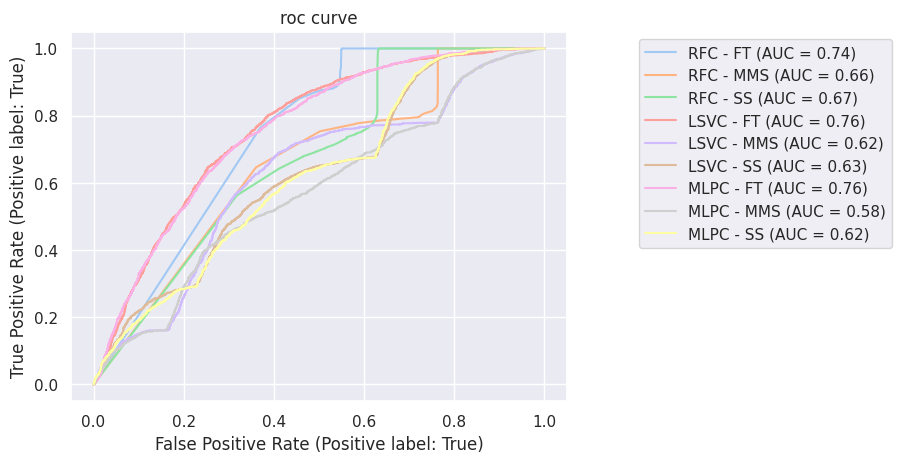 roc curve
True Positive Rate (Positive label: True)
1.0
0.8
0.6
0.4
0.2
0.0
0.0 0.2 0.4 0.6 0.8 1.0
False Positive Rate (Positive label: True)
RFC - FT (AUC = 0.74)
RFC - MMS (AUC = 0.66)
RFC - SS (AUC = 0.67)
LSVC - FT (AUC = 0.76)
LSVC - MMS (AUC = 0.62)
LSVC - SS (AUC = 0.63)
MLPC - FT (AUC = 0.76)
MLPC - MMS (AUC = 0.58)
MLPC - SS (AUC = 0.62)